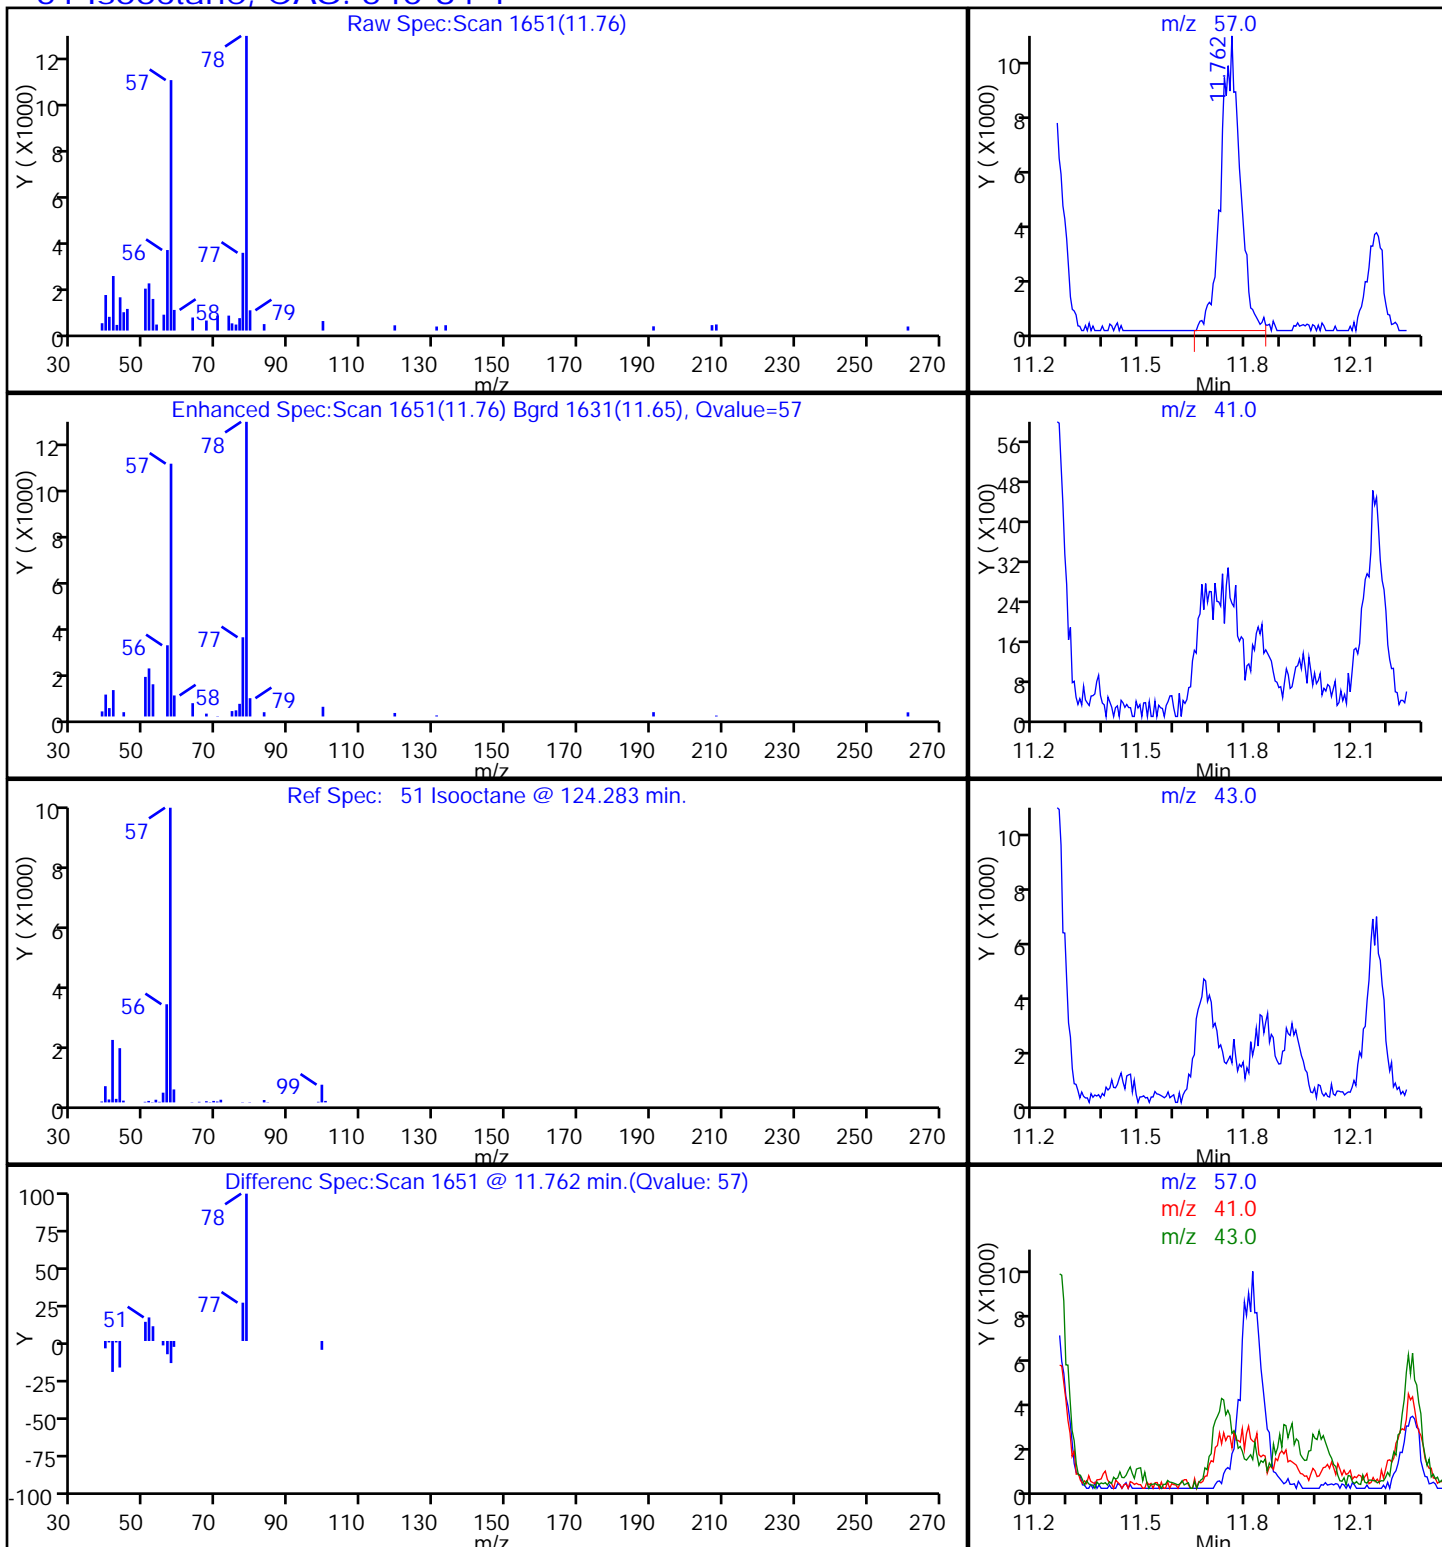 Raw Spec:Scan 1651(11.76)
Y ( X1000)
12
10
8
6
4
2
0
57
78
56
77
58
79
30 50 70 90 110 130 150 170 190 210 230 250 270
m/z
m/z 57.0
Y ( X1000)
10
8
6
4
2
0
11.762
11.2 11.5 11.8 12.1
Min
Enhanced Spec:Scan 1651(11.76) Bgrd 1631(11.65), Qvalue=57
Y ( X1000)
12
10
8
6
4
2
0
57
78
56
77
58
79
30 50 70 90 110 130 150 170 190 210 230 250 270
m/z
m/z 41.0
Y ( X100)
56
48
40
32
24
16
8
0
11.2 11.5 11.8 12.1
Min
Ref Spec: 51 Isooctane @ 124.283 min.
Y ( X1000)
10
8
6
4
2
0
57
56
99
30 50 70 90 110 130 150 170 190 210 230 250 270
m/z
m/z 43.0
Y ( X1000)
10
8
6
4
2
0
11.2 11.5 11.8 12.1
Min
Differenc Spec:Scan 1651 @ 11.762 min.(Qvalue: 57)
Y
100
75
50
25
0
-25
-50
-75
-100
78
51
77
30 50 70 90 110 130 150 170 190 210 230 250 270
m/z
m/z 57.0
m/z 41.0
m/z 43.0
Y ( X1000)
10
8
6
4
2
0
11.2 11.5 11.8 12.1
Min